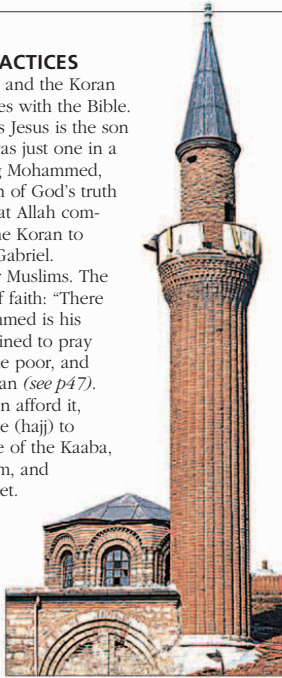 ACTICES
and the Koran
es with the Bible.
s Jesus is the son
as just one in a
g Mohammed,
n of God's truth
at Allah com-
he Koran to
Gabriel.
r Muslims. The
f faith: “There
mmed is his
ined to pray
e poor, and
an (see p47).
n afford it,
e (hajj) to
e of the Kaaba,
m, and
et.